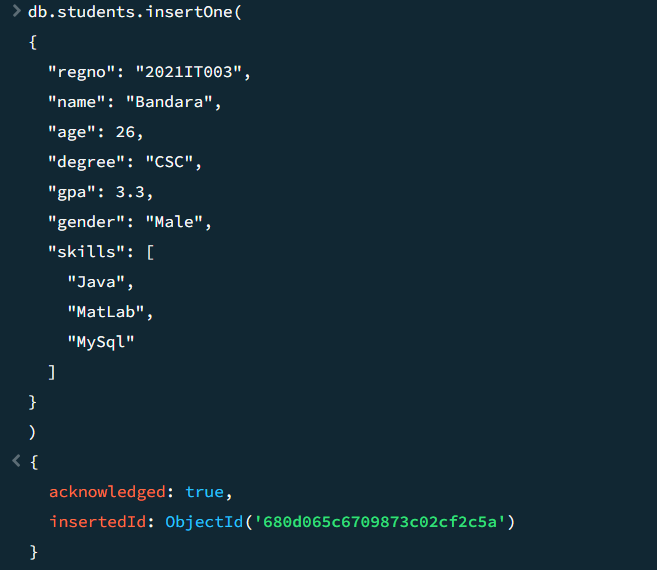 > db.students.insertOne(
{
"regno": "2021IT003",
"name": "Bandara",
"age": 26,
"degree": "CSC",
"gpa": 3.3,
"gender": "Male",
"skills": [
"Java",
"MatLab",
"MySql"
]
}
)
< {
acknowledged: true,
insertedId: ObjectId('680d065c6709873c02cf2c5a')
}